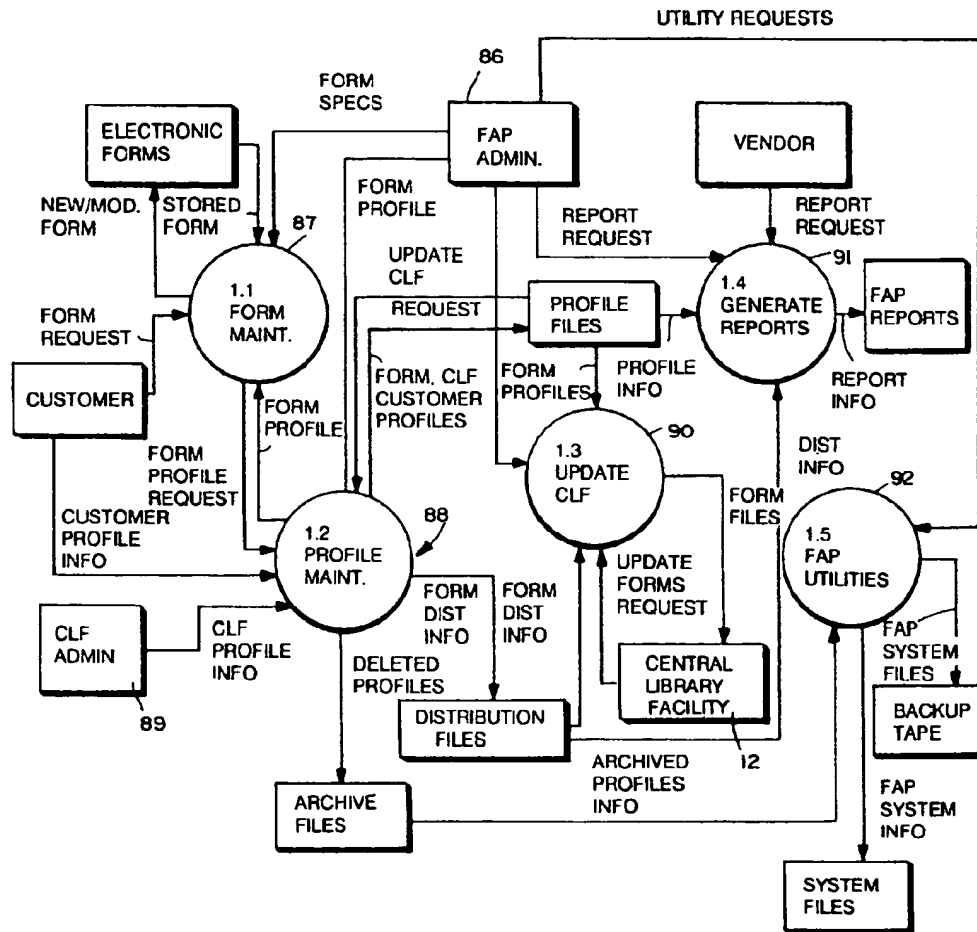 UTILITY REQUESTS
86
FORM
SPECS
ELECTRONIC
FORMS
FAP
ADMIN.
VENDOR
NEW/MOD.
FORM
STORED
FORM
87
FORM
PROFILE
REPORT
REQUEST
REPORT
REQUEST
91
UPDATE
CLF
REQUEST
1.1
FORM
MAINT.
PROFILE
FILES
1.4
GENERATE
REPORTS
FAP
REPORTS
FORM
REQUEST
CUSTOMER
FORM
PROFILE
FORM, CLF
CUSTOMER
PROFILES
FORM
PROFILES
PROFILE
INFO
REPORT
INFO
90
1.3
UPDATE
CLF
FORM
PROFILE
REQUEST
CUSTOMER
PROFILE
INFO
FORM
FILES
DIST
INFO
92
1.2
PROFILE
MAINT.
88
1.5
FAP
UTILITIES
UPDATE
FORMS
REQUEST
FORM
DIST
INFO
FORM
DIST
INFO
CLF
ADMIN
89
CLF
PROFILE
INFO
DELETED
PROFILES
FAP
SYSTEM
FILES
CENTRAL
LIBRARY
FACILITY
12
DISTRIBUTION
FILES
BACKUP
TAPE
ARCHIVED
PROFILES
INFO
ARCHIVE
FILES
FAP
SYSTEM
INFO
SYSTEM
FILES